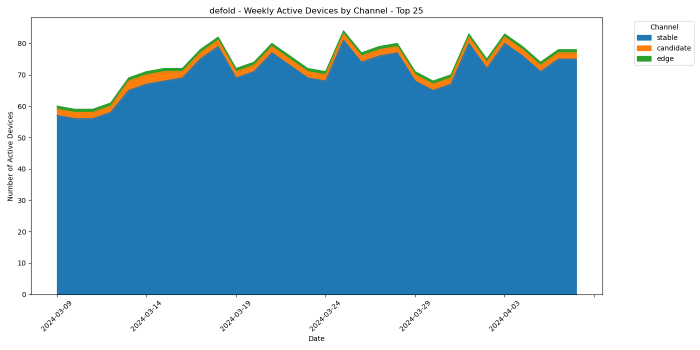 defold - Weekly Active Devices by Channel - Top 25
Channel
stable
candidate
edge
Number of Active Devices
80
70
60
50
40
30
20
10
0
2024-03-09
2024-03-14
2024-03-19
2024-03-24
2024-03-29
2024-04-03
Date